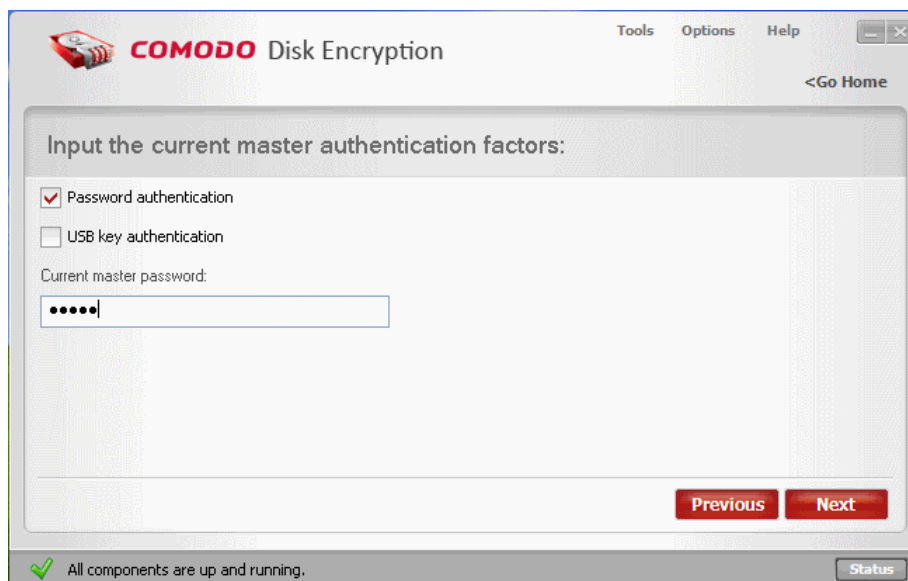 Tools Options Help
COMODO Disk Encryption
<Go Home
Input the current master authentication factors:
Password authentication
USB key authentication
Current master password:
•••••
Previous Next
All components are up and running. Status